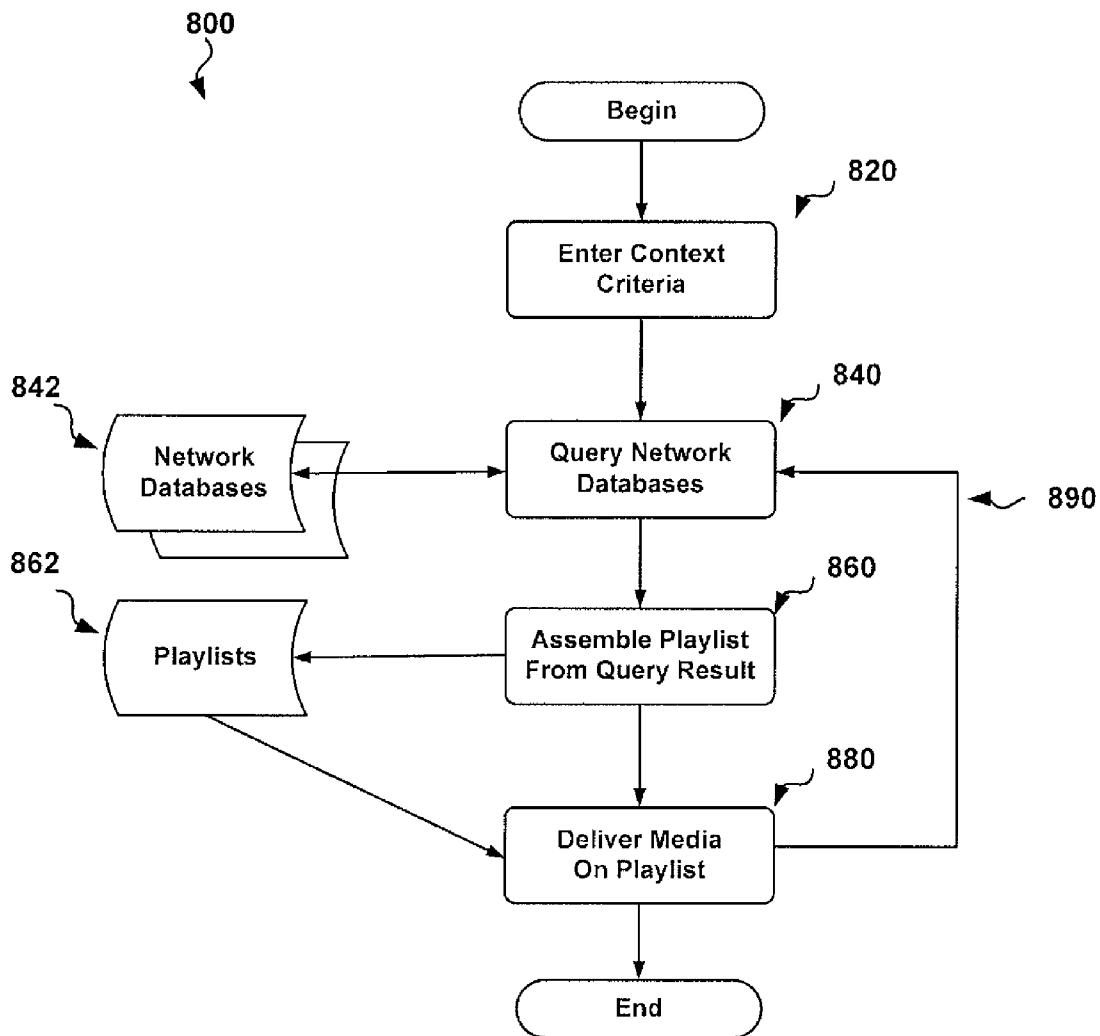 800
Begin
820
Enter Context
Criteria
842
840
Network
Databases
Query Network
Databases
890
862
860
Playlists
Assemble Playlist
From Query Result
880
Deliver Media
On Playlist
End